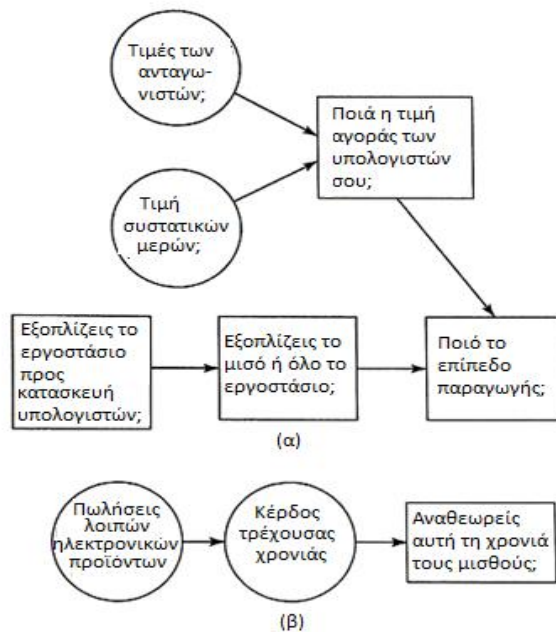 Τιμές των
ανταγω-
νιστών;
Ποιά η τιμή
αγοράς των
υπολογιστών
σου;
Τιμή
συστατικών
μερών;
Εξοπλίζεις το
εργοστάσιο
προς
κατασκευή
υπολογιστών;
Εξοπλίζεις το
μισό ή όλο το
εργοστάσιο;
Ποιό το
επίπεδο
παραγωγής;
(α)
Πωλήσεις
λοιπών
ηλεκτρονικών
προϊόντων
Κέρδος
τρέχουσας
χρονιάς
Αναθεωρείς
αυτή τη χρονιά
τους μισθούς;
(β)